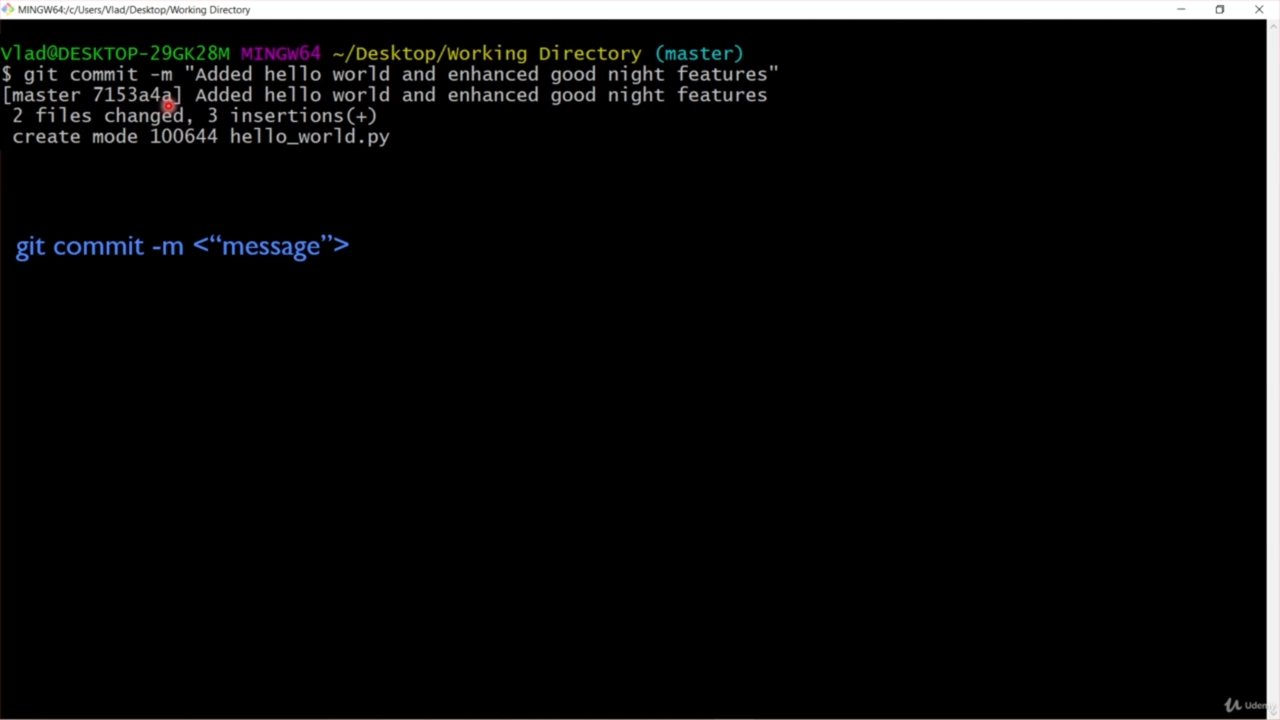 MINGW64:/c/Users/Vlad/Desktop/Working Directory
Vlad@DESKTOP-29GK28M MINGW64 ~/Desktop/Working Directory (master)
$ git commit -m "Added hello world and enhanced good night features"
[master 7153a4a] Added hello world and enhanced good night features
2 files changed, 3 insertions(+)
create mode 100644 hello_world.py
git commit -m <“message”>
Udemy